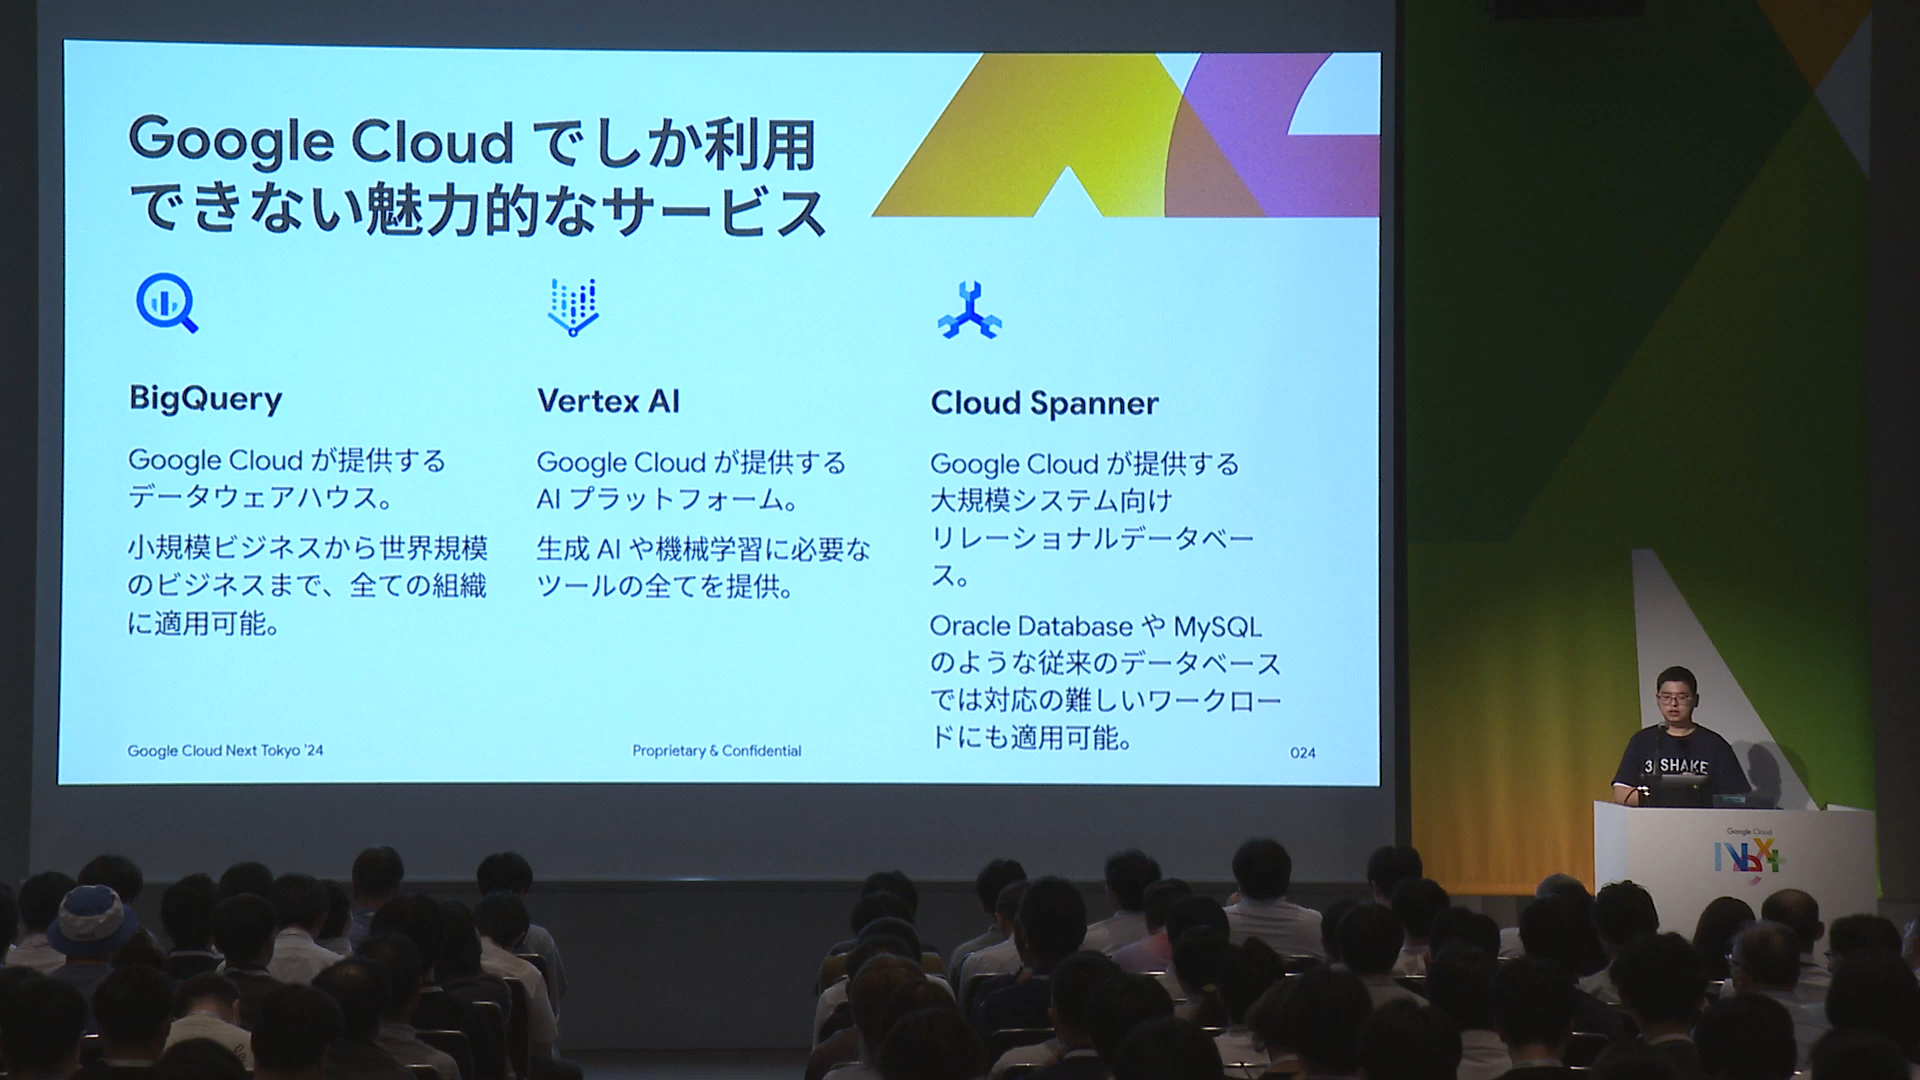 Google Cloud でしか利用
できない魅力的なサービス
BigQuery
Google Cloud が提供する
データウェアハウス。
小規模ビジネスから世界規模
のビジネスまで、全ての組織
に適用可能。
Vertex AI
Google Cloud が提供する
AI プラットフォーム。
生成 AI や機械学習に必要な
ツールの全てを提供。
Cloud Spanner
Google Cloud が提供する
大規模システム向け
リレーショナルデータベー
ス。
Oracle Database や MySQL
のような従来のデータベース
では対応の難しいワークロー
ドにも適用可能。
Google Cloud Next Tokyo '24
Proprietary & Confidential
024
3 SHAKE
Google Cloud
Next